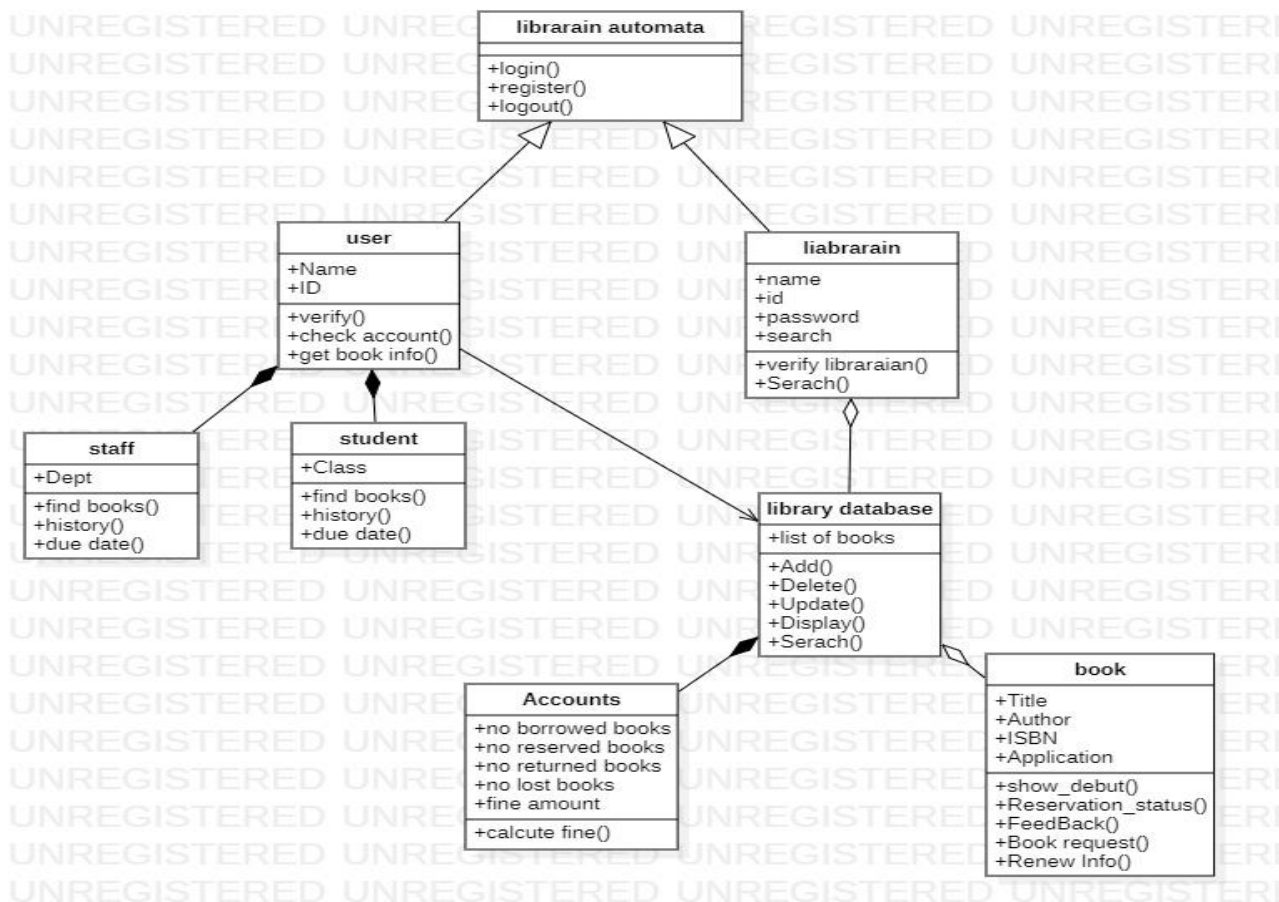 librarain automata
+login()
+register()
+logout()
user
+Name
+ID
+verify()
+check account()
+get book info()
liabrarain
+name
+id
+password
+search
+verify libraraian()
+Serach()
staff
+Dept
+find books()
+history()
+due date()
student
+Class
+find books()
+history()
+due date()
library database
+list of books
+Add()
+Delete()
+Update()
+Display()
+Serach()
Accounts
+no borrowed books
+no reserved books
+no returned books
+no lost books
+fine amount
+calcute fine()
book
+Title
+Author
+ISBN
+Application
+show_debut()
+Reservation_status()
+FeedBack()
+Book request()
+Renew Info()
UNREGISTERED